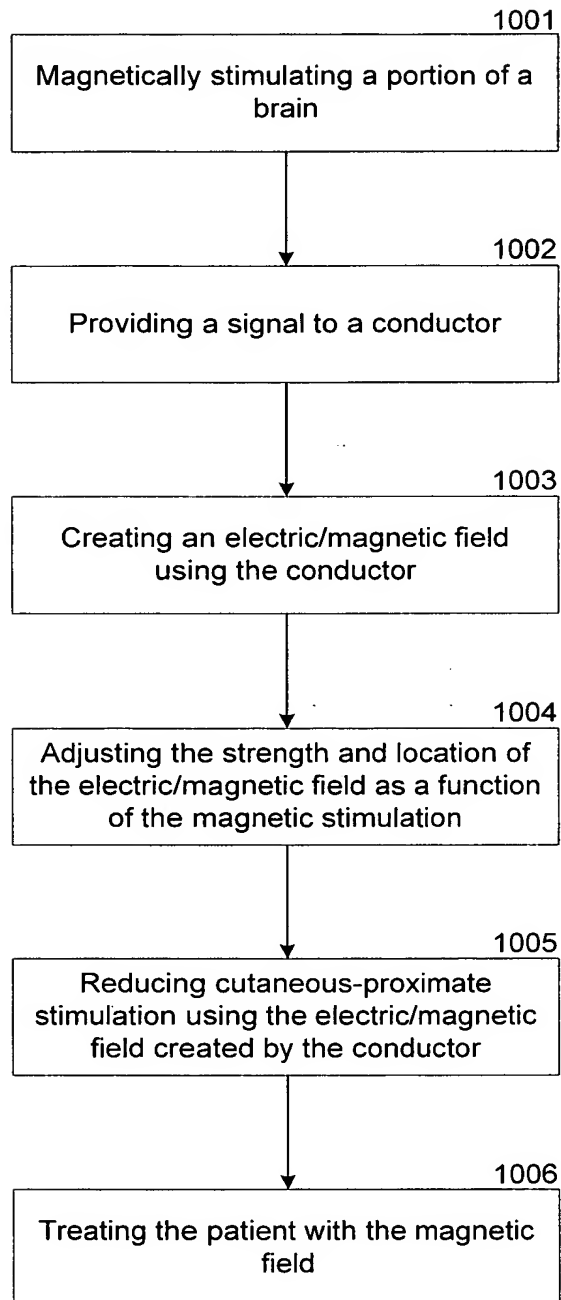 1001
Magnetically stimulating a portion of a
brain
1002
Providing a signal to a conductor
1003
Creating an electric/magnetic field
using the conductor
1004
Adjusting the strength and location of
the electric/magnetic field as a function
of the magnetic stimulation
1005
Reducing cutaneous-proximate
stimulation using the electric/magnetic
field created by the conductor
1006
Treating the patient with the magnetic
field